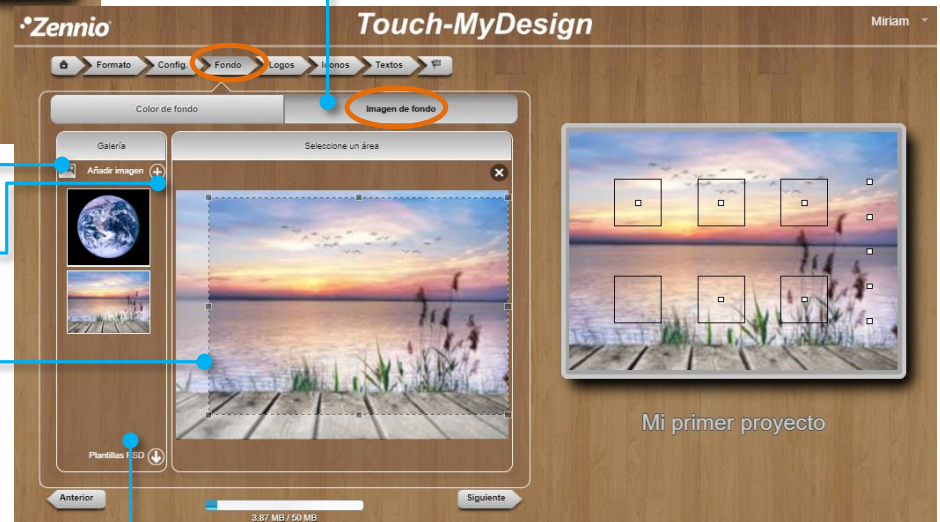 Zennio
Touch-MyDesign
Miriam
Formato
Config.
Fondo
Logos
Iconos
Textos
Color de fondo
Imagen de fondo
Galería
Seleccione un área
Añadir imagen
Plantillas PSD
Mi primer proyecto
Anterior
Siguiente
3,87 MB / 50 MB